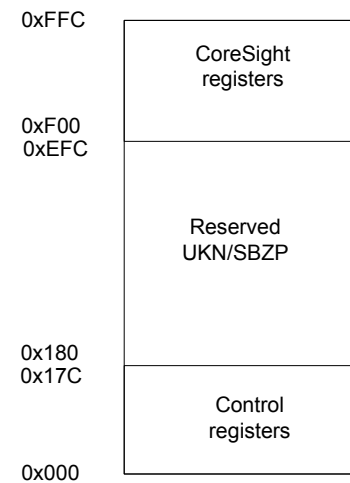 0xFFC
CoreSight
registers
0xF00
0xEFC
Reserved
UKN/SBZP
0x180
0x17C
Control
registers
0x000